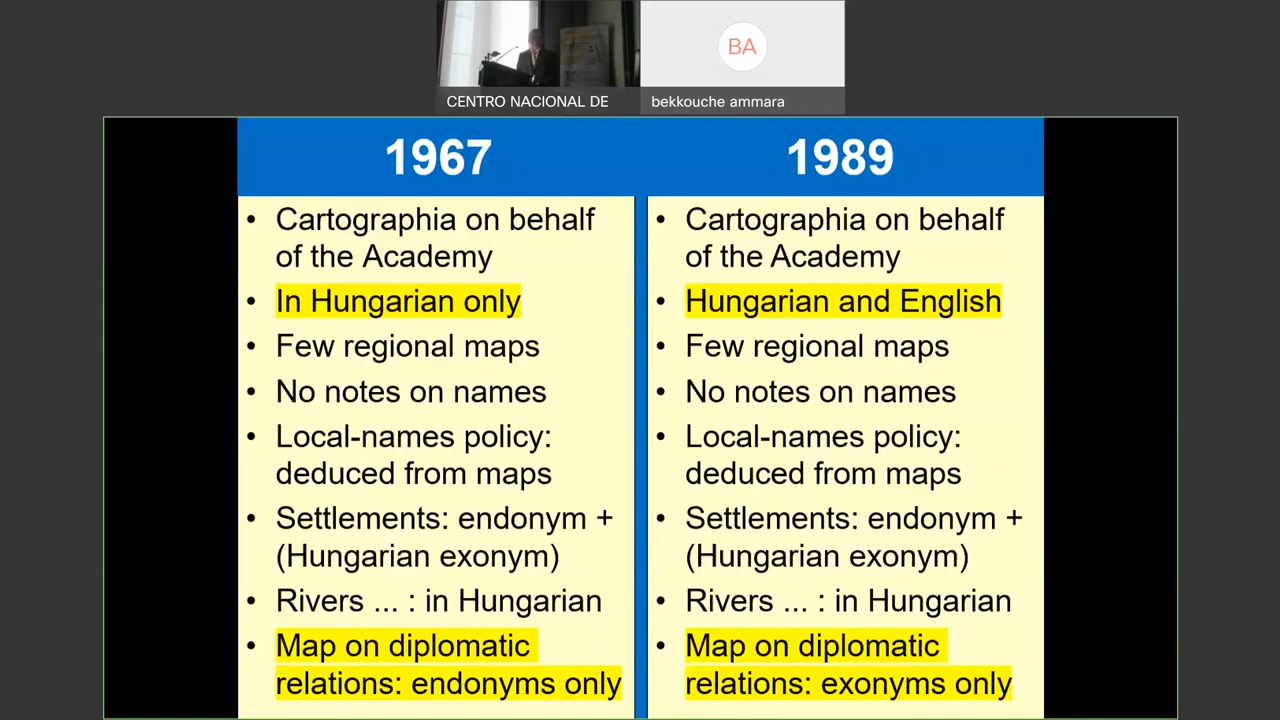 CENTRO NACIONAL DE
BA
bekkouche ammara
1967
• Cartographia on behalf
of the Academy
• In Hungarian only
• Few regional maps
• No notes on names
• Local-names policy:
deduced from maps
• Settlements: endonym +
(Hungarian exonym)
• Rivers ... : in Hungarian
• Map on diplomatic
relations: endonyms only
1989
• Cartographia on behalf
of the Academy
• Hungarian and English
• Few regional maps
• No notes on names
• Local-names policy:
deduced from maps
• Settlements: endonym +
(Hungarian exonym)
• Rivers ... : in Hungarian
• Map on diplomatic
relations: exonyms only